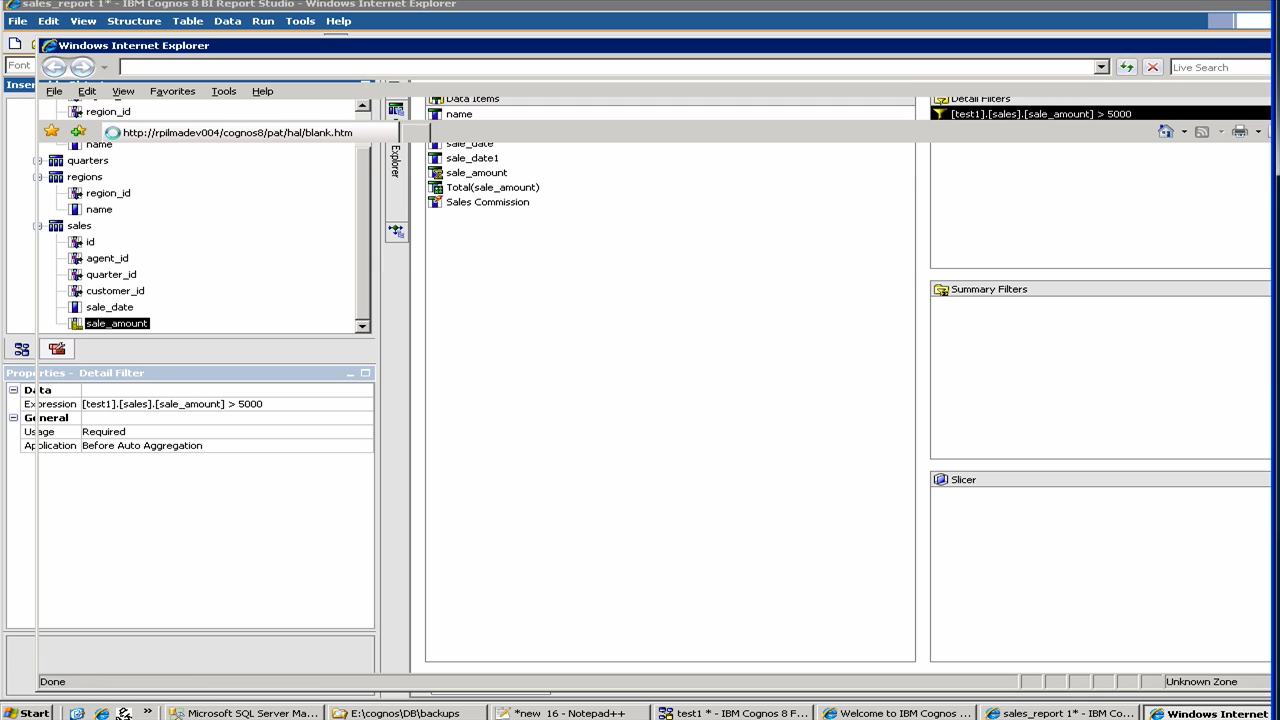 sales_report 1* - IBM Cognos 8 BI Report Studio - Windows Internet Explorer
File Edit View Structure Table Data Run Tools Help
Windows Internet Explorer
Font
Live Search
File Edit View Favorites Tools Help
region_id
http://rpilmadev004/cognos8/pat/hal/blank.htm
name
quarters
regions
region_id
name
sales
id
agent_id
quarter_id
customer_id
sale_date
sale_amount
Explorer
Data Items
name
sale_date
sale_date1
sale_amount
Total(sale_amount)
Sales Commission
Detail Filters
[test1].[sales].[sale_amount] > 5000
Summary Filters
Slicer
Properties - Detail Filter
Data
Expression [test1].[sales].[sale_amount] > 5000
General
Usage Required
Application Before Auto Aggregation
Done
Unknown Zone
Start » Microsoft SQL Server Ma... E:\cognos\DB\backups *new 16 - Notepad++ test1 * - IBM Cognos 8 F... Welcome to IBM Cognos ... sales_report 1* - IBM Co... Windows Internet